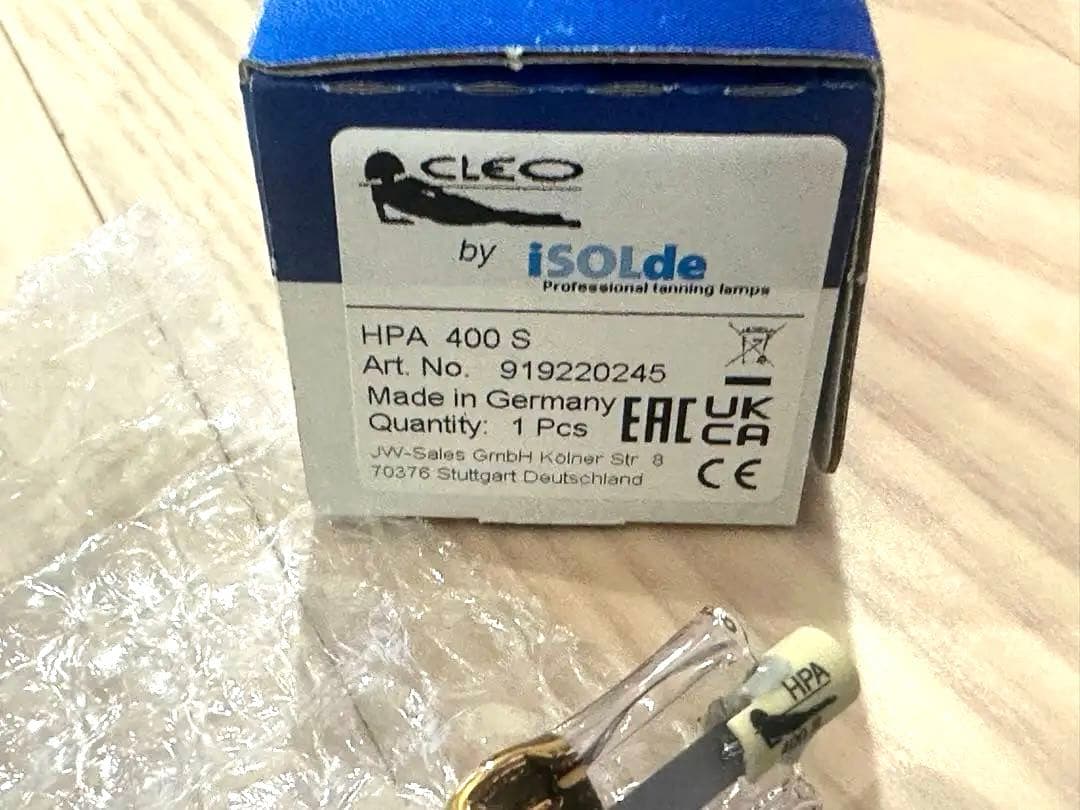 CLEO
by iSOLde
Professional tanning lamps
HPA 400 S
Art. No. 919220245
Made in Germany
Quantity: 1 Pcs
EAC
UK
CA
CE
JW-Sales GmbH Kölner Str 8
70376 Stuttgart Deutschland
HPA
400